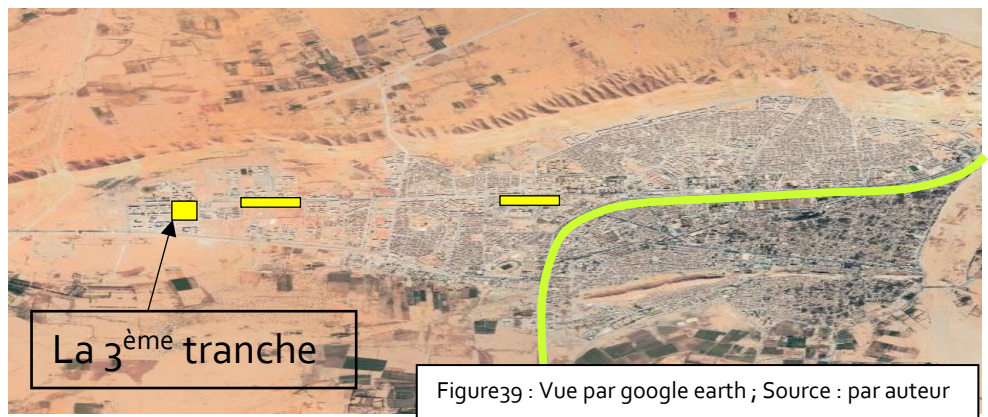 La 3ème tranche
Figure39 : Vue par google earth ; Source : par auteur